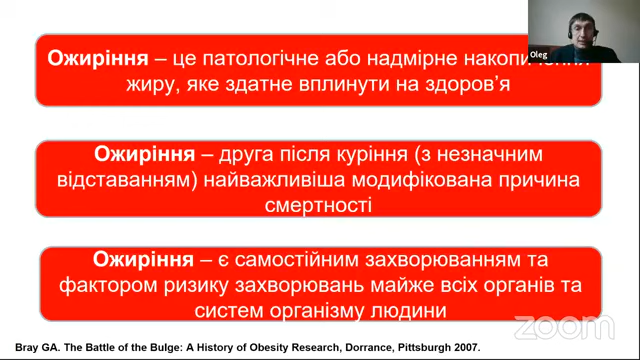 Oleg
Ожиріння – це патологічне або надмірне
жиру, яке здатне вплинути на здоров’я
Ожиріння – друга після куріння (з незначним
відставанням) найважливіша модифікована причина
смертності
Ожиріння – є самостійним захворюванням та
фактором ризику захворювань майже всіх органів та
систем організму людини
zoom
Bray GA. The Battle of the Bulge: A History of Obesity Research, Dorrance, Pittsburgh 2007.